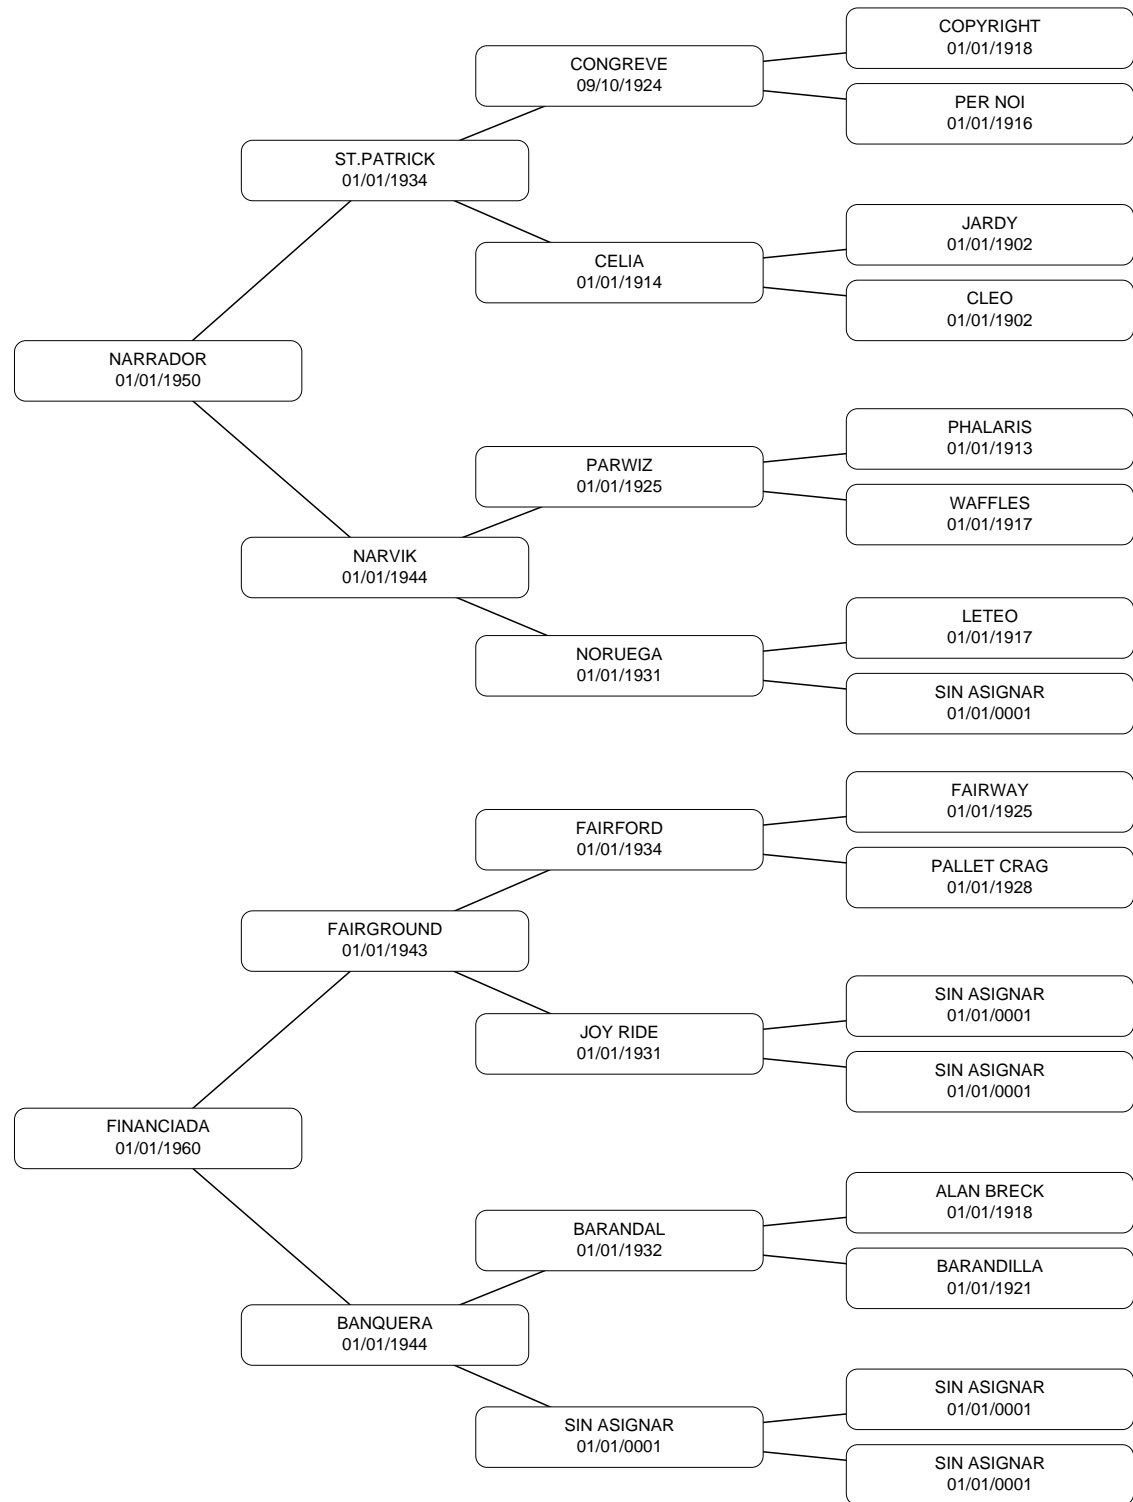 COPYRIGHT
01/01/1918
CONGREVE
09/10/1924
PER NOI
01/01/1916
ST.PATRICK
01/01/1934
JARDY
01/01/1902
CELIA
01/01/1914
CLEO
01/01/1902
NARRADOR
01/01/1950
PHALARIS
01/01/1913
PARWIZ
01/01/1925
WAFFLES
01/01/1917
NARVIK
01/01/1944
LETEO
01/01/1917
NORUEGA
01/01/1931
SIN ASIGNAR
01/01/0001
FAIRWAY
01/01/1925
FAIRFORD
01/01/1934
PALLET CRAG
01/01/1928
FAIRGROUND
01/01/1943
SIN ASIGNAR
01/01/0001
JOY RIDE
01/01/1931
SIN ASIGNAR
01/01/0001
FINANCIADA
01/01/1960
ALAN BRECK
01/01/1918
BARANDAL
01/01/1932
BARANDILLA
01/01/1921
BANQUERA
01/01/1944
SIN ASIGNAR
01/01/0001
SIN ASIGNAR
01/01/0001
SIN ASIGNAR
01/01/0001